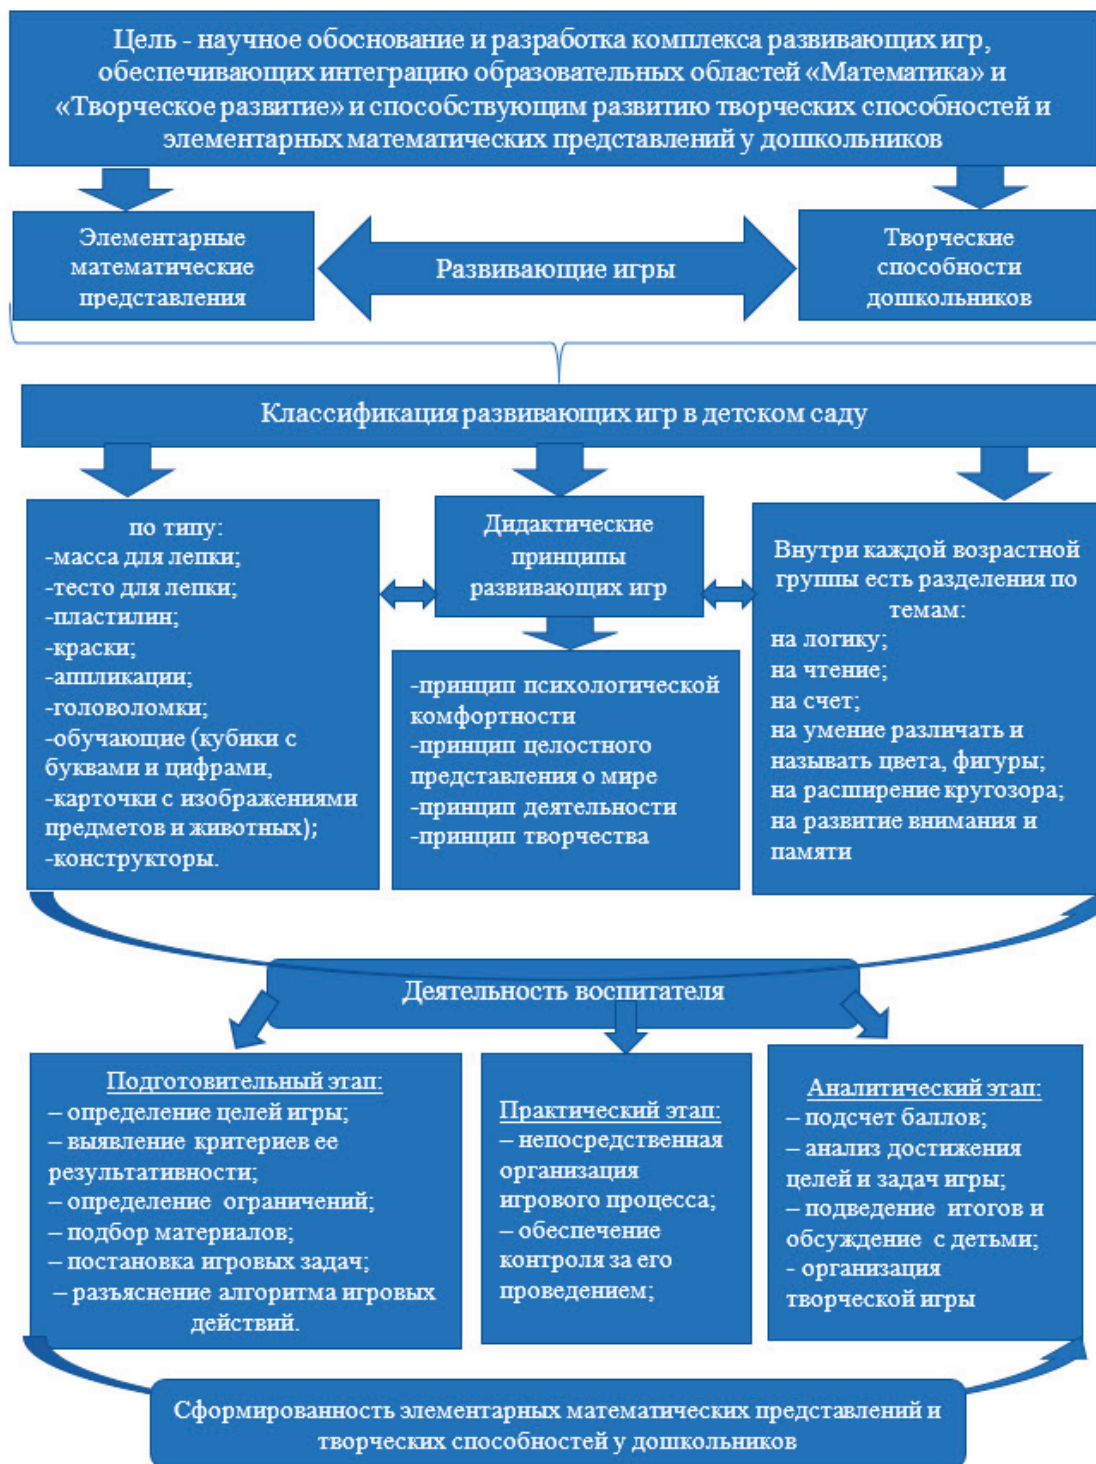 Цель - научное обоснование и разработка комплекса развивающих игр,
обеспечивающих интеграцию образовательных областей «Математика» и
«Творческое развитие» и способствующим развитию творческих способностей и
элементарных математических представлений у дошкольников
Элементарные
математические
представления
Развивающие игры
Творческие
способности
дошкольников
Классификация развивающих игр в детском саду
по типу:
-масса для лепки;
-тесто для лепки;
-пластилин;
-краски;
-аппликации;
-головоломки;
-обучающие (кубики с
буквами и цифрами,
-карточки с изображениями
предметов и животных);
-конструкторы.
Дидактические
принципы
развивающих игр
-принцип психологической
комфортности
-принцип целостного
представления о мире
-принцип деятельности
-принцип творчества
Внутри каждой возрастной
группы есть разделения по
темам:
на логику;
на чтение;
на счет;
на умение различать и
называть цвета, фигуры;
на расширение кругозора;
на развитие внимания и
памяти
Деятельность воспитателя
Подготовительный этап:
– определение целей игры;
– выявление критериев ее
результативности;
– определение ограничений;
– подбор материалов;
– постановка игровых задач;
– разъяснение алгоритма игровых
действий.
Практический этап:
– непосредственная
организация
игрового процесса;
– обеспечение
контроля за его
проведением;
Аналитический этап:
– подсчет баллов;
– анализ достижения
целей и задач игры;
– подведение итогов и
обсуждение с детьми;
- организация
творческой игры
Сформированность элементарных математических представлений и
творческих способностей у дошкольников